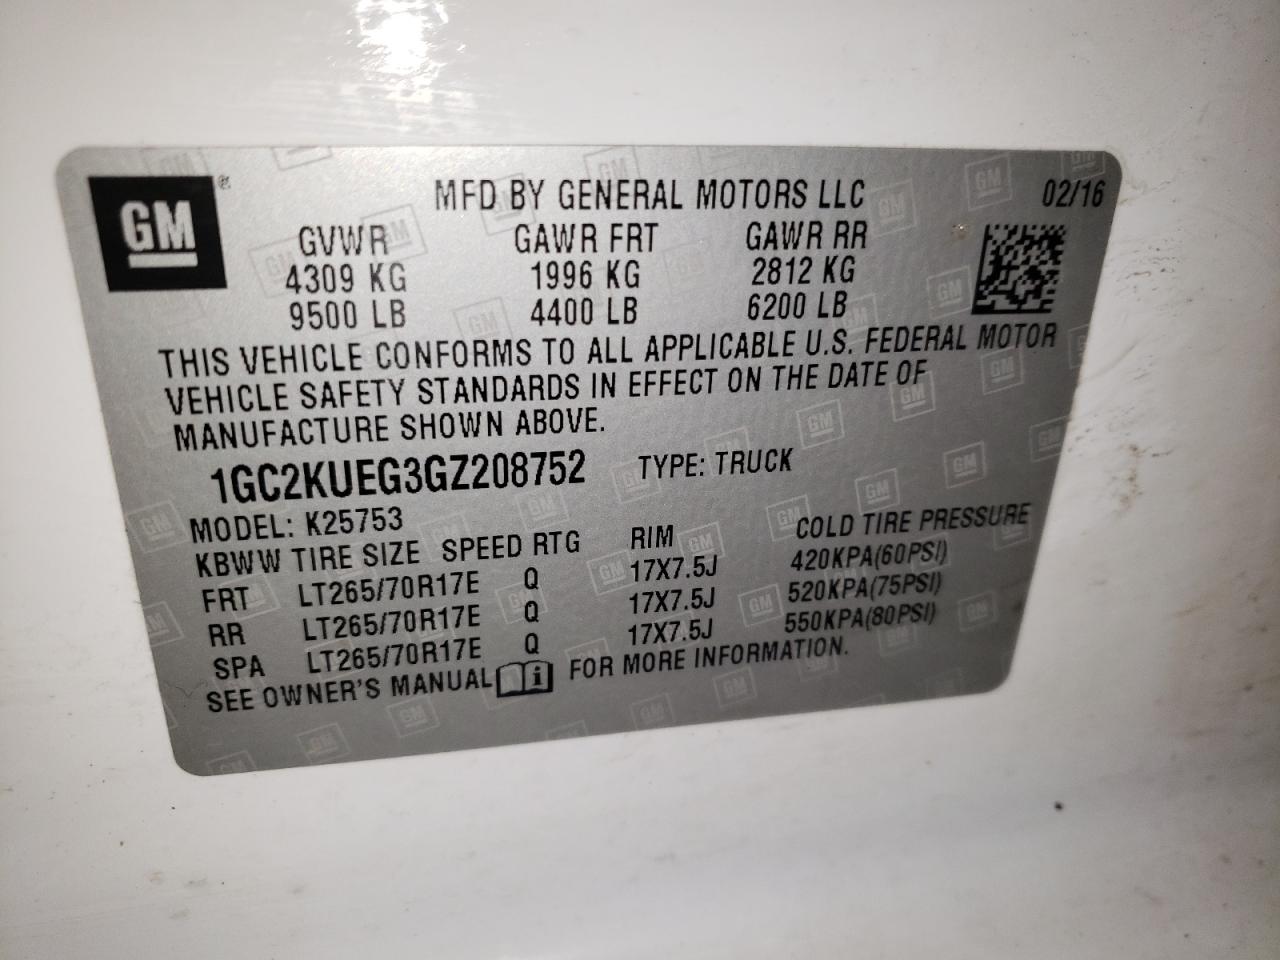 GM®
MFD BY GENERAL MOTORS LLC 02/16
GVWR GAWR FRT GAWR RR
4309 KG 1996 KG 2812 KG
9500 LB 4400 LB 6200 LB
THIS VEHICLE CONFORMS TO ALL APPLICABLE U.S. FEDERAL MOTOR
VEHICLE SAFETY STANDARDS IN EFFECT ON THE DATE OF
MANUFACTURE SHOWN ABOVE.
1GC2KUEG3GZ208752 TYPE: TRUCK
MODEL: K25753
KBWW TIRE SIZE SPEED RTG RIM COLD TIRE PRESSURE
FRT LT265/70R17E Q 17X7.5J 420KPA(60PSI)
RR LT265/70R17E Q 17X7.5J 520KPA(75PSI)
SPA LT265/70R17E Q 17X7.5J 550KPA(80PSI)
SEE OWNER'S MANUAL i FOR MORE INFORMATION.